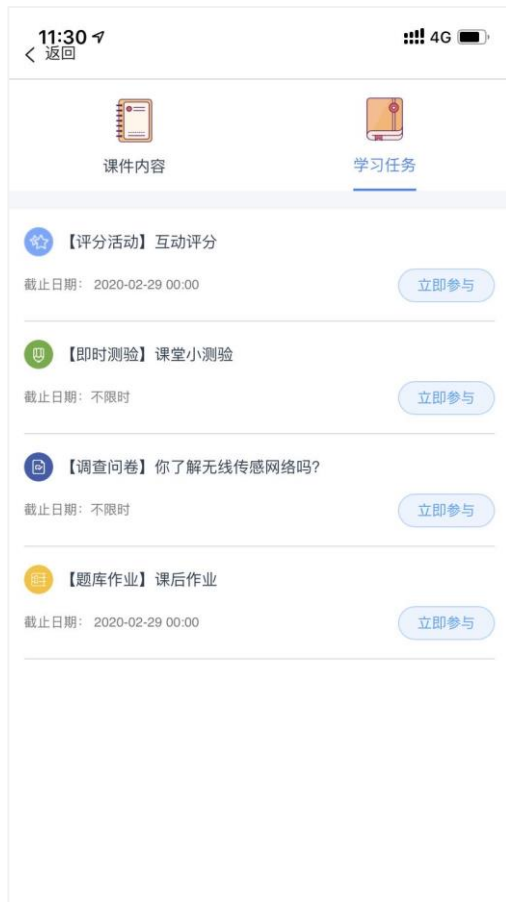 11:30
4G
返回
课件内容
学习任务
【评分活动】互动评分
截止日期： 2020-02-29 00:00
立即参与
【即时测验】课堂小测验
截止日期：不限时
立即参与
【调查问卷】你了解无线传感网络吗?
截止日期：不限时
立即参与
【题库作业】课后作业
截止日期： 2020-02-29 00:00
立即参与